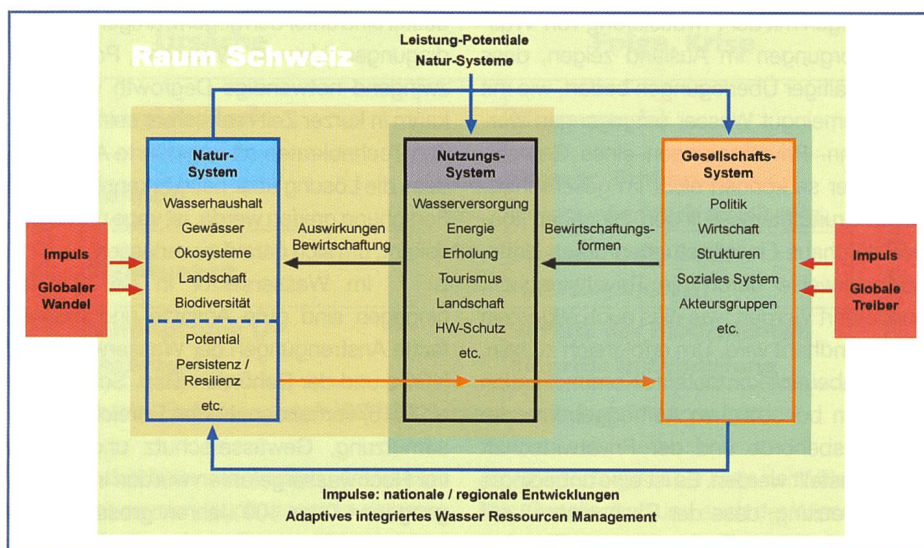 Raum Schweiz
Leistung-Potentiale
Natur-Systeme
Natur-
System
Wasserhaushalt
Gewässer
Ökosysteme
Landschaft
Biodiversität
Potential
Persistenz /
Resilienz
etc.
Auswirkungen
Bewirtschaftung
Nutzungs-
System
Wasserversorgung
Energie
Erholung
Tourismus
Landschaft
HW-Schutz
etc.
Bewirtschaftungs-
formen
Gesellschafts-
System
Politik
Wirtschaft
Strukturen
Soziales System
Akteursgruppen
etc.
Impuls
Globaler
Wandel
Impuls
Globale
Treiber
Impulse: nationale / regionale Entwicklungen
Adaptives integriertes Wasser Ressourcen Management